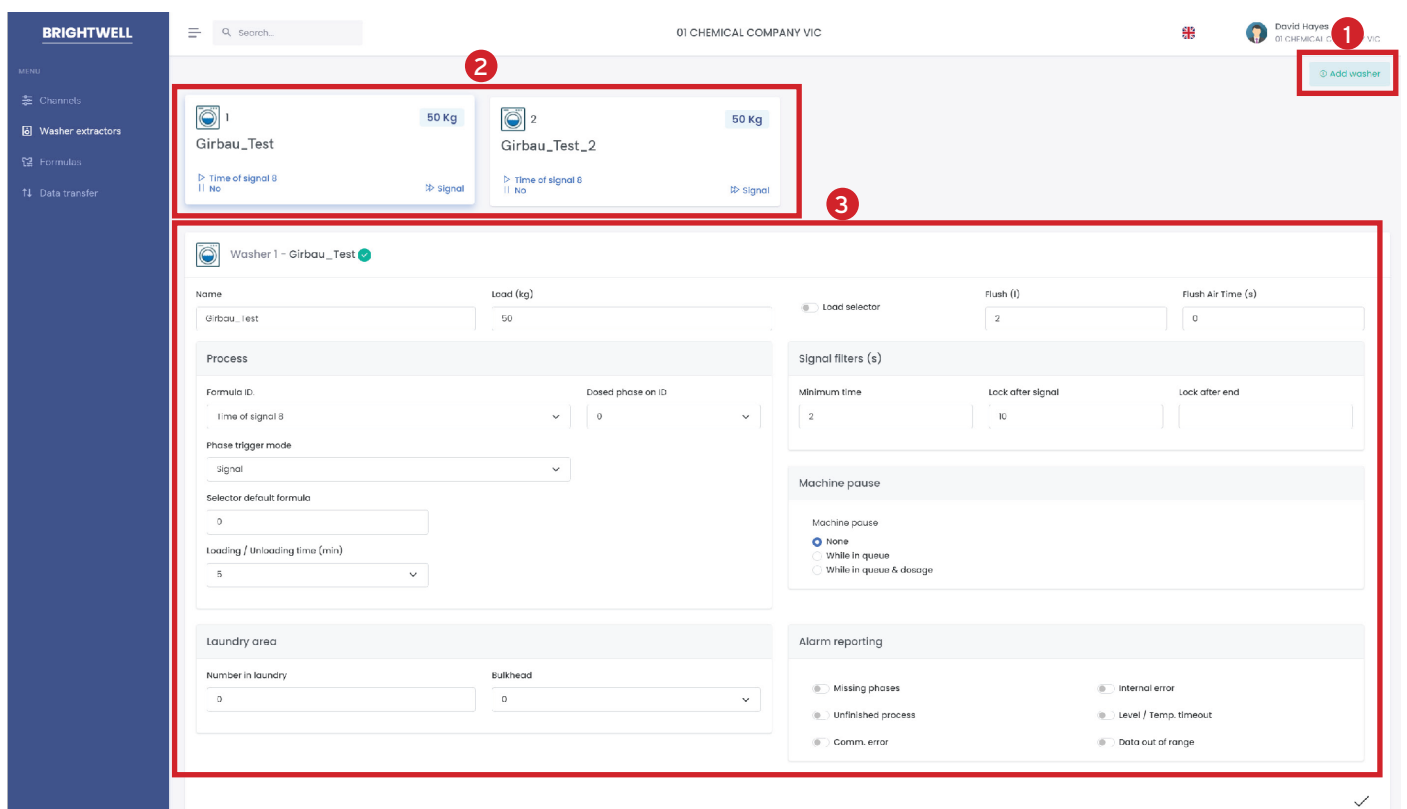 BRIGHTWELL
Search...
01 CHEMICAL COMPANY VIC
David Hayes
01 CHEMICAL C VIC
1
MENU
Channels
Washer extractors
Formulas
Data transfer
Add washer
2
1
50 Kg
Girbau_Test
Time of signal 8
No
Signal
2
50 Kg
Girbau_Test_2
Time of signal 8
No
Signal
3
Washer 1 - Girbau_Test
Name
Load (kg)
Load selector
Flush (l)
Flush Air Time (s)
Girbau_Test
50
2
0
Process
Formula ID.
Dosed phase on ID
Time of signal 8
0
Phase trigger mode
Signal
Selector default formula
0
Loading / Unloading time (min)
5
Signal filters (s)
Minimum time
Lock after signal
Lock after end
2
10
Machine pause
Machine pause
None
While in queue
While in queue & dosage
Laundry area
Number in laundry
Bulkhead
0
0
Alarm reporting
Missing phases
Internal error
Unfinished process
Level / Temp. timeout
Comm. error
Data out of range